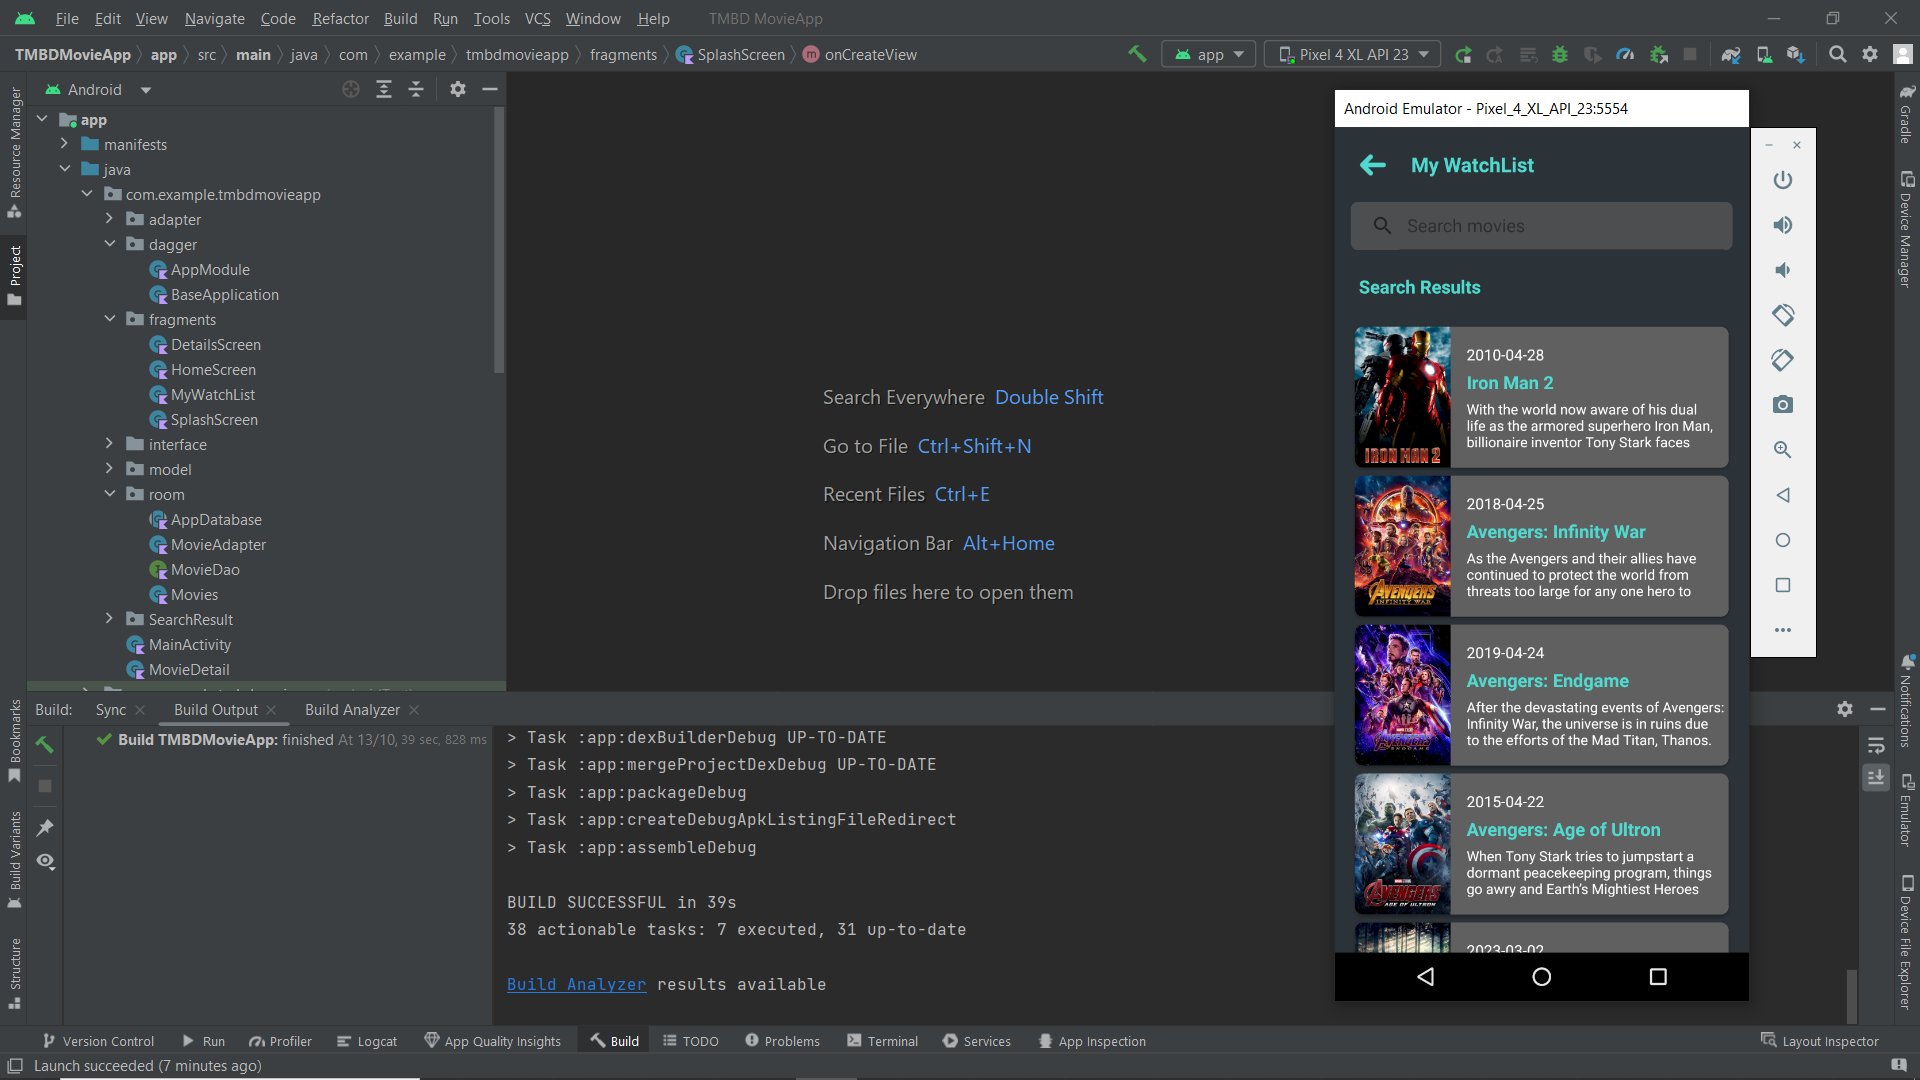 File Edit View Navigate Code Refactor Build Run Tools VCS Window Help TMBD MovieApp
TMBDMovieApp app src main java com example tmbdmovieapp fragments SplashScreen m onCreateView
app Pixel 4 XL API 23
Resource Manager
Project
Bookmarks
Build Variants
Structure
Android
app
manifests
java
com.example.tmbdmovieapp
adapter
dagger
AppModule
BaseApplication
fragments
DetailsScreen
HomeScreen
MyWatchList
SplashScreen
interface
model
room
AppDatabase
MovieAdapter
MovieDao
Movies
SearchResult
MainActivity
MovieDetail
Search Everywhere Double Shift
Go to File Ctrl+Shift+N
Recent Files Ctrl+E
Navigation Bar Alt+Home
Drop files here to open them
Android Emulator - Pixel_4_XL_API_23:5554
My WatchList
Search movies
Search Results
2010-04-28
Iron Man 2
With the world now aware of his dual
life as the armored superhero Iron Man,
billionaire inventor Tony Stark faces
IRON MAN 2
2018-04-25
Avengers: Infinity War
As the Avengers and their allies have
continued to protect the world from
threats too large for any one hero to
AVENGERS
INFINITY WAR
2019-04-24
Avengers: Endgame
After the devastating events of Avengers:
Infinity War, the universe is in ruins due
to the efforts of the Mad Titan, Thanos.
AVENGERS
ENDGAME
2015-04-22
Avengers: Age of Ultron
When Tony Stark tries to jumpstart a
dormant peacekeeping program, things
go awry and Earth's Mightiest Heroes
AVENGERS
AGE OF ULTRON
2023-03-02
Gradle
Device Manager
Notifications
Emulator
Device File Explorer
Build: Sync Build Output Build Analyzer
Build TMBDMovieApp: finished At 13/10, 39 sec, 828 ms
> Task :app:dexBuilderDebug UP-TO-DATE
> Task :app:mergeProjectDexDebug UP-TO-DATE
> Task :app:packageDebug
> Task :app:createDebugApkListingFileRedirect
> Task :app:assembleDebug
BUILD SUCCESSFUL in 39s
38 actionable tasks: 7 executed, 31 up-to-date
Build Analyzer results available
Version Control Run Profiler Logcat App Quality Insights Build TODO Problems Terminal Services App Inspection Layout Inspector
Launch succeeded (7 minutes ago)